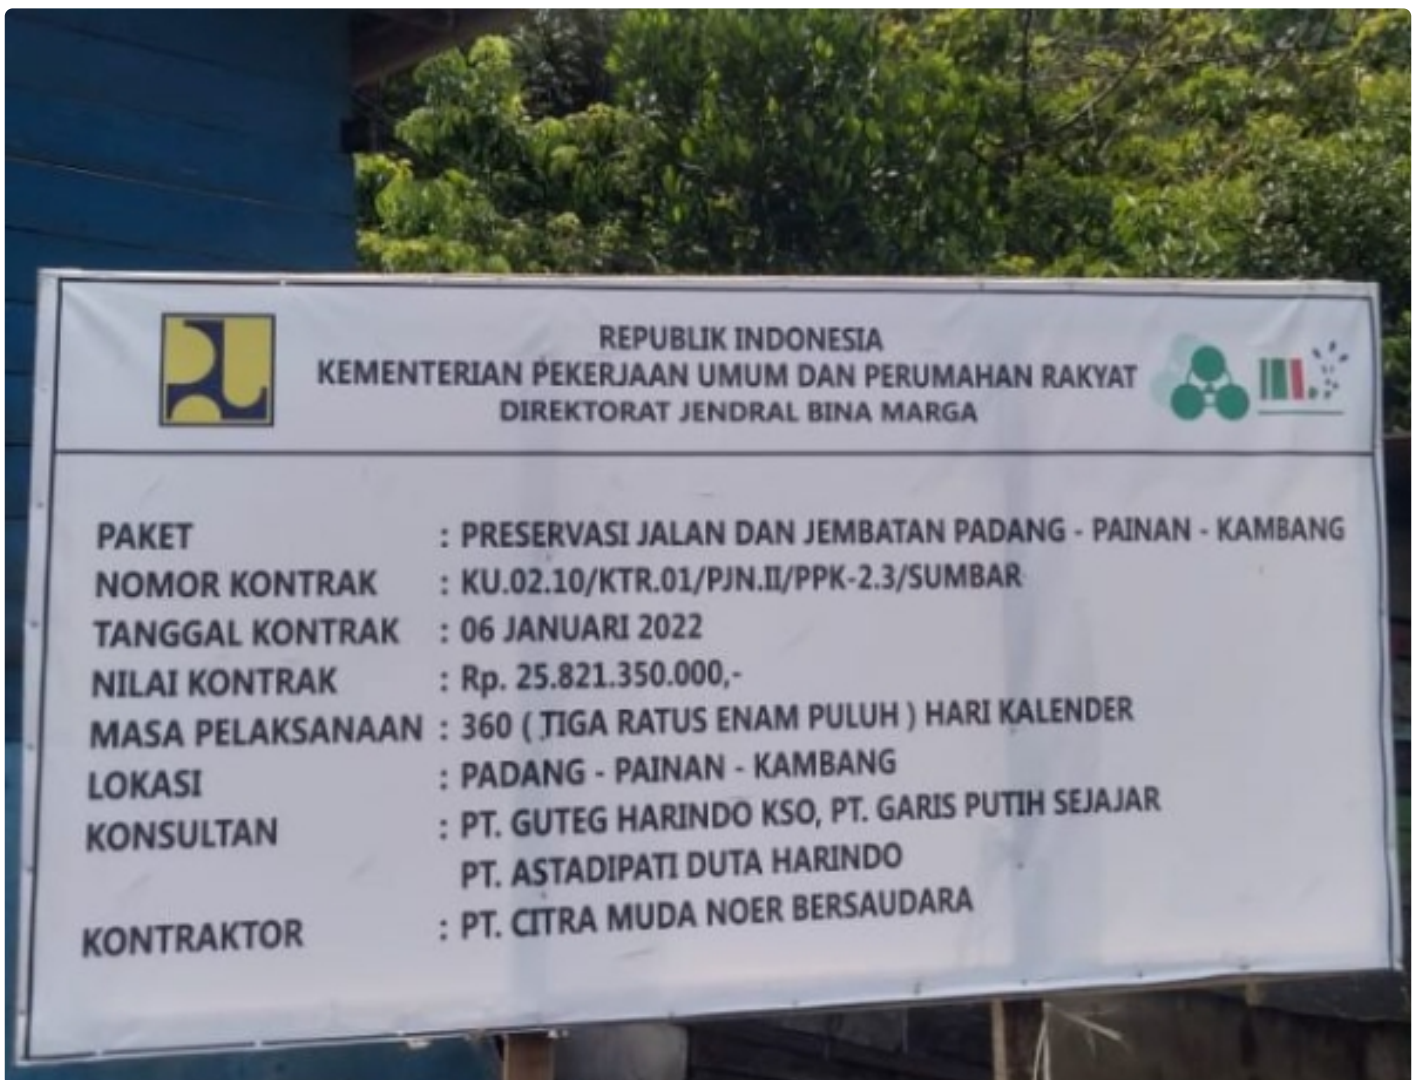 REPUBLIK INDONESIA
KEMENTERIAN PEKERJAAN UMUM DAN PERUMAHAN RAKYAT
DIREKTORAT JENDRAL BINA MARGA
PAKET : PRESERVASI JALAN DAN JEMBATAN PADANG - PAINAN - KAMBANG
NOMOR KONTRAK : KU.02.10/KTR.01/PJN.II/PPK-2.3/SUMBAR
TANGGAL KONTRAK : 06 JANUARI 2022
NILAI KONTRAK : Rp. 25.821.350.000,-
MASA PELAKSANAAN : 360 ( TIGA RATUS ENAM PULUH ) HARI KALENDER
LOKASI : PADANG - PAINAN - KAMBANG
KONSULTAN : PT. GUTEG HARINDO KSO, PT. GARIS PUTIH SEJAJAR
PT. ASTADIPATI DUTA HARINDO
KONTRAKTOR : PT. CITRA MUDA NOER BERSAUDARA